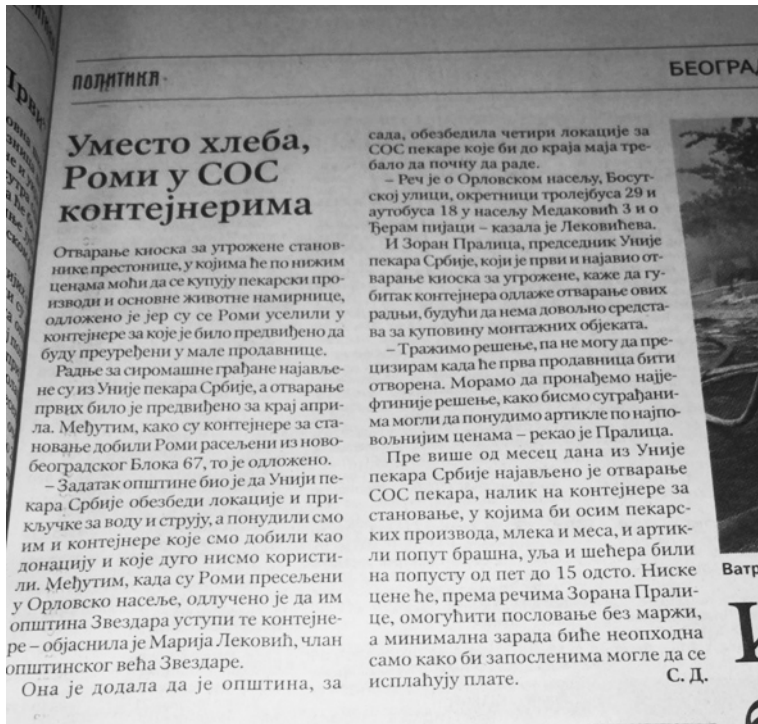 ПОЛИТИКА
БЕОГРАД
Уместо хлеба,
Роми у СОС
контејнерима
Отварање киоска за угрожене станов-
нике престонице, у којима ће по нижим
ценама моћи да се купују пекарски про-
изводи и основне животне намирнице,
одложено је јер су се Роми уселили у
контејнере за које је било предвиђено да
буду преуређени у мале продавнице.
Радње за сиромашне грађане најавље-
не су из Уније пекара Србије, а отварање
првих било је предвиђено за крај апри-
ла. Међутим, како су контејнере за ста-
новање добили Роми расељени из ново-
београдског Блока 67, то је одложено.
– Задатак општине био је да Унији пе-
кара Србије обезбеди локације и при-
кључке за воду и струју, а понудили смо
им и контејнере које смо добили као
донацију и које дуго нисмо користи-
ли. Међутим, када су Роми пресељени
у Орловско насеље, одлучено је да им
општина Звездара уступи те контејне-
ре – објаснила је Марија Лековић, члан
општинског већа Звездаре.
Она је додала да је општина, за
сада, обезбедила четири локације за
СОС пекаре које би до краја маја тре-
бало да почну да раде.
– Реч је о Орловском насељу, Босут-
ској улици, окретници тролејбуса 29 и
аутобуса 18 у насељу Медаковић 3 и о
Ђерам пијаци – казала је Лековићева.
И Зоран Пралица, председник Уније
пекара Србије, који је први и најавио от-
варање киоска за угрожене, каже да гу-
битак контејнера одлаже отварање ових
радњи, будући да нема довољно средста-
ва за куповину монтажних објеката.
– Тражимо решење, па не могу да пре-
цизирам када ће прва продавница бити
отворена. Морамо да пронађемо најје-
фтиније решење, како бисмо суграђани-
ма могли да понудимо артикле по најпо-
вољнијим ценама – рекао је Пралица.
Пре више од месец дана из Уније
пекара Србије најављено је отварање
СОС пекара, налик на контејнере за
становање, у којима би осим пекарс-
ких производа, млека и меса, и артик-
ли попут брашна, уља и шећера били
на попусту од пет до 15 одсто. Ниске
цене ће, према речима Зорана Прали-
це, омогућити пословање без маржи,
а минимална зарада биће неопходна
само како би запосленима могле да се
исплаћују плате. С. Д.
Ватр